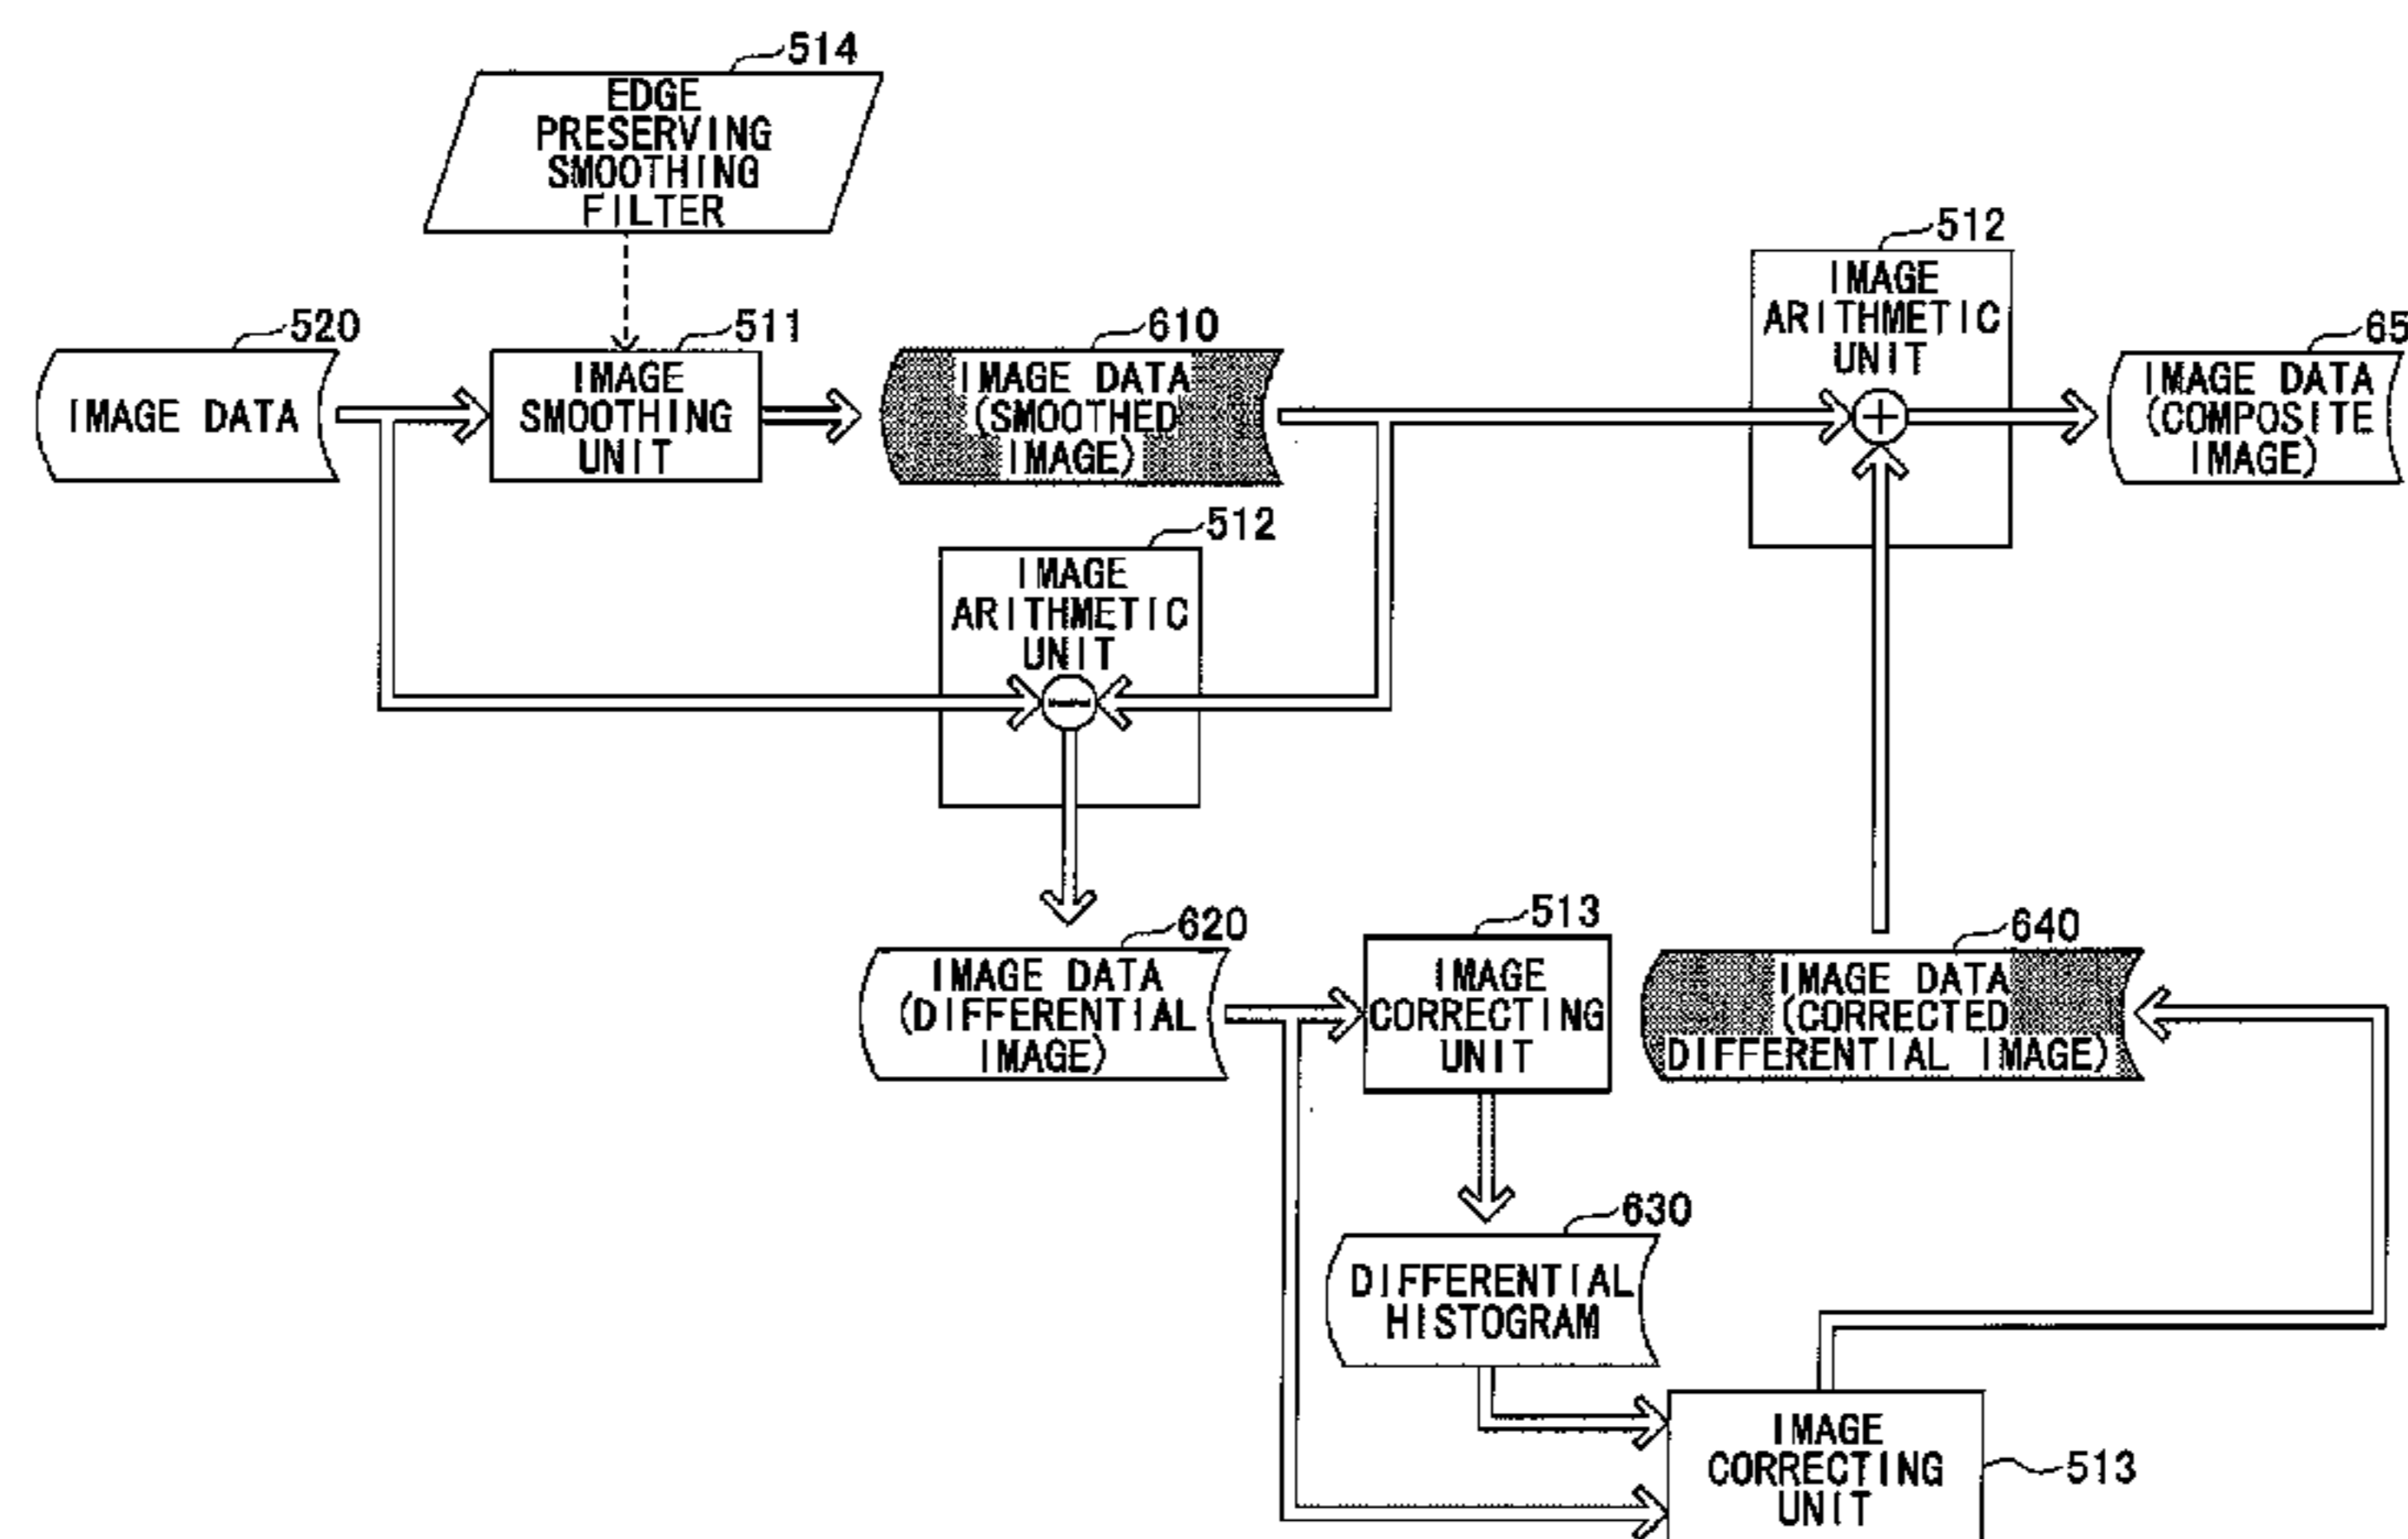 514
EDGE
PRESERVING
SMOOTHING
FILTER
520
IMAGE DATA
511
IMAGE
SMOOTHING
UNIT
610
IMAGE DATA
(SMOOTHED
IMAGE)
512
IMAGE
ARITHMETIC
UNIT
+
65
IMAGE DATA
(COMPOSITE
IMAGE)
512
IMAGE
ARITHMETIC
UNIT
−
620
IMAGE DATA
(DIFFERENTIAL
IMAGE)
513
IMAGE
CORRECTING
UNIT
640
IMAGE DATA
(CORRECTED
DIFFERENTIAL IMAGE)
630
DIFFERENTIAL
HISTOGRAM
IMAGE
CORRECTING
UNIT
513